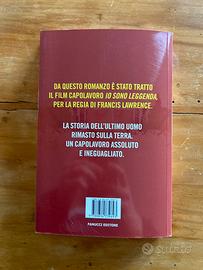 DA QUESTO ROMANZO È STATO TRATTO
IL FILM CAPOLAVORO IO SONO LEGGENDA,
PER LA REGIA DI FRANCIS LAWRENCE.
LA STORIA DELL'ULTIMO UOMO
RIMASTO SULLA TERRA.
UN CAPOLAVORO ASSOLUTO
E INEGUAGLIATO.
FANUCCI EDITORE
subito